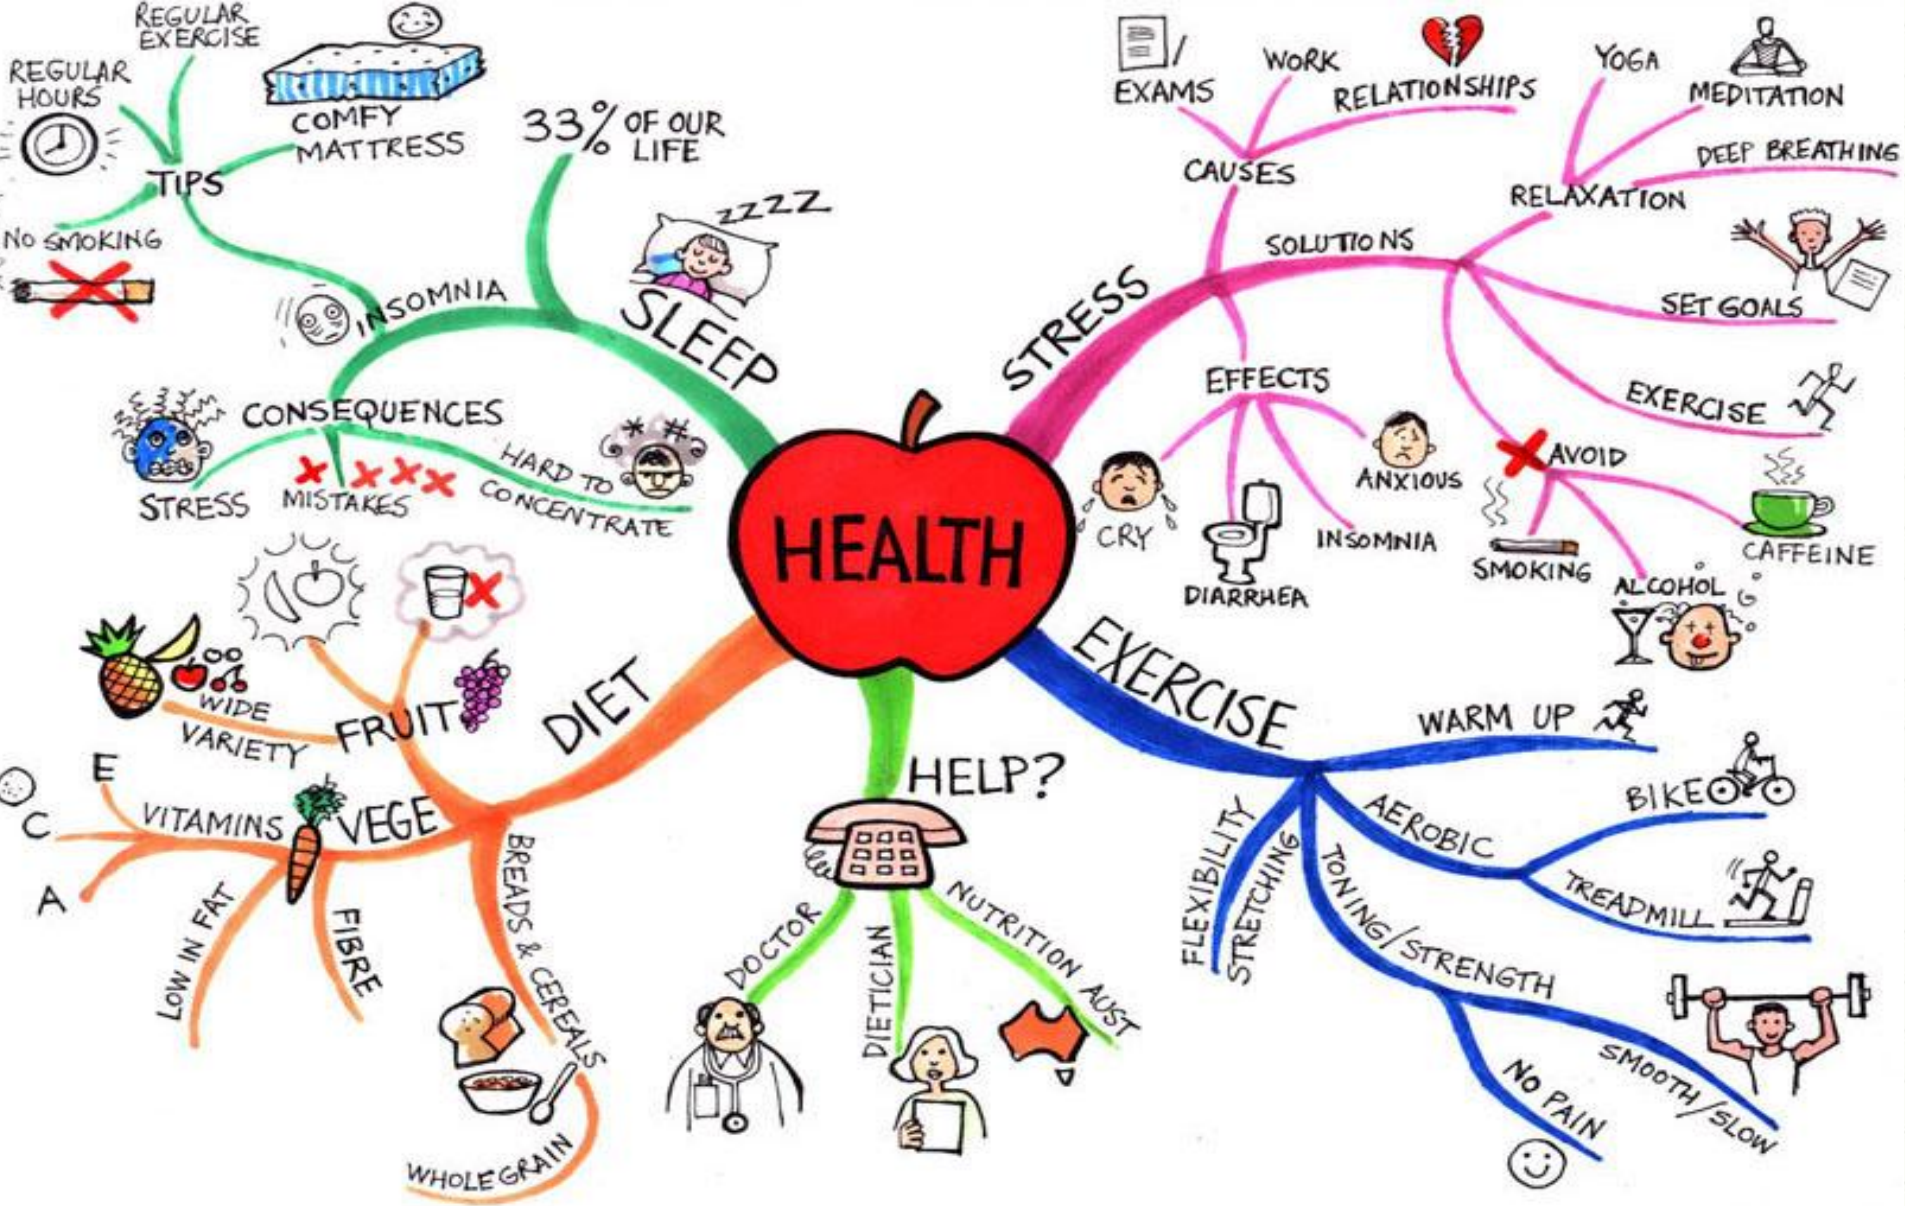 HEALTH
SLEEP
33% OF OUR
LIFE
ZZZZ
INSOMNIA
TIPS
REGULAR
HOURS
REGULAR
EXERCISE
COMFY
MATTRESS
NO SMOKING
CONSEQUENCES
STRESS
MISTAKES
HARD TO
CONCENTRATE
STRESS
CAUSES
EXAMS
WORK
RELATIONSHIPS
SOLUTIONS
RELAXATION
YOGA
MEDITATION
DEEP BREATHING
SET GOALS
EXERCISE
AVOID
SMOKING
ALCOHOL
CAFFEINE
EFFECTS
CRY
DIARRHEA
INSOMNIA
ANXIOUS
EXERCISE
WARM UP
AEROBIC
BIKE
TREADMILL
TONING/STRENGTH
SMOOTH/SLOW
NO PAIN
FLEXIBILITY
STRETCHING
HELP?
DOCTOR
DIETICIAN
NUTRITION AUST
DIET
FRUIT
WIDE
VARIETY
VEGE
VITAMINS
E
C
A
LOW IN FAT
FIBRE
BREADS & CEREALS
WHOLEGRAIN